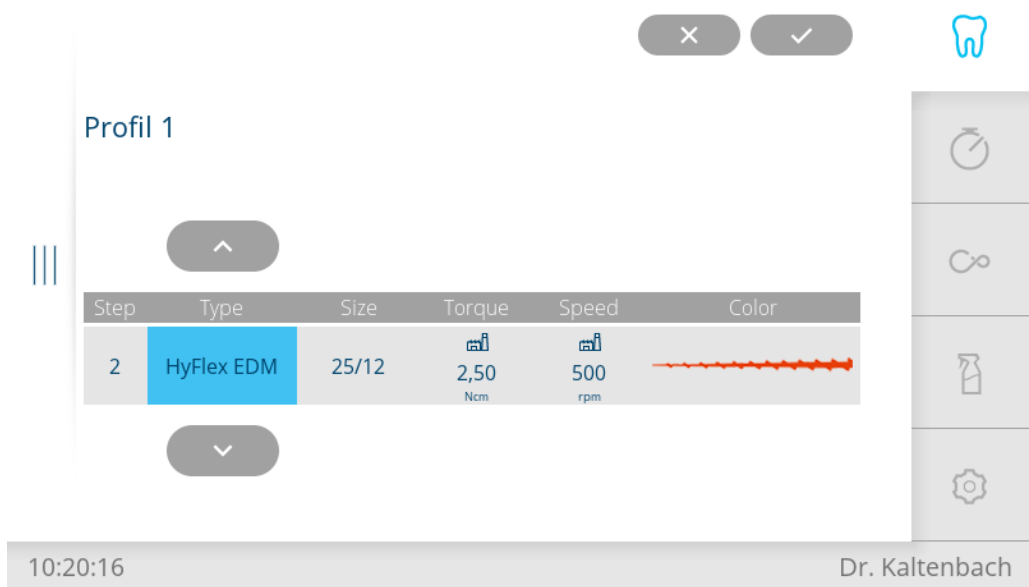 Profil 1
Step Type Size Torque Speed Color
2 HyFlex EDM 25/12 2,50 500
Ncm rpm
10:20:16 Dr. Kaltenbach